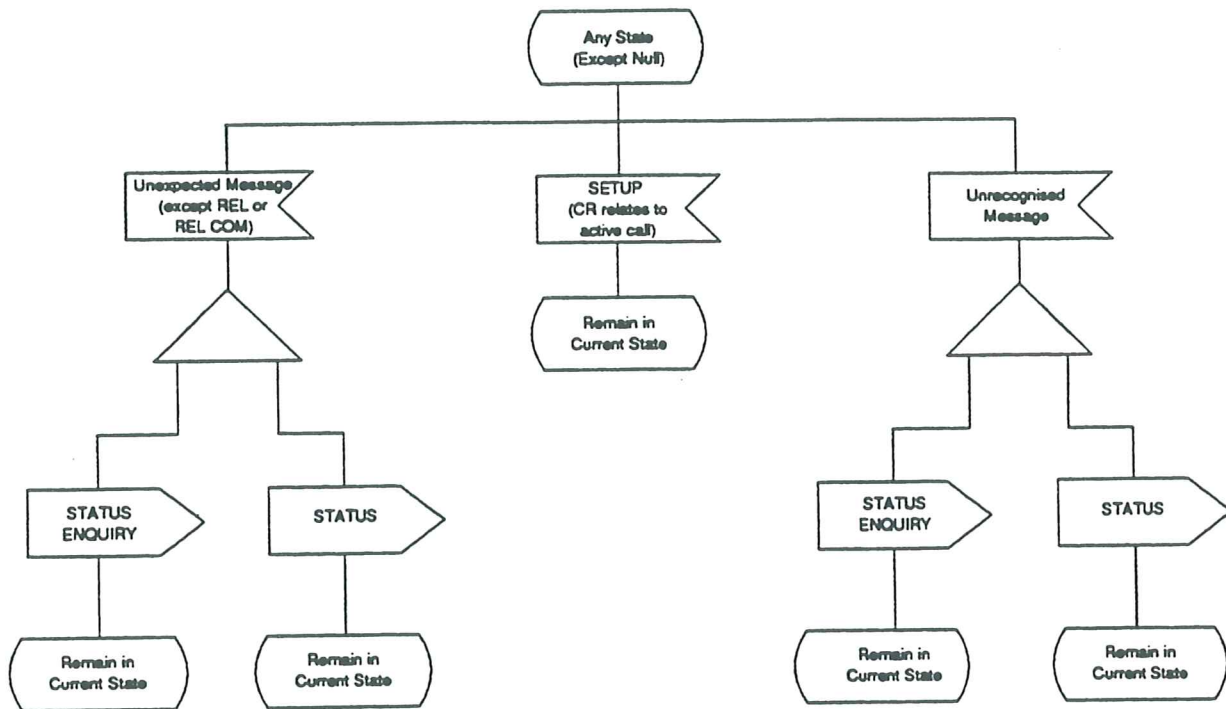 Any State
(Except Null)
Unexpected Message
(except REL or
REL COM)
SETUP
(CR relates to
active call)
Unrecognised
Message
Remain in
Current State
STATUS
ENQUIRY
STATUS
STATUS
ENQUIRY
STATUS
Remain in
Current State
Remain in
Current State
Remain in
Current State
Remain in
Current State